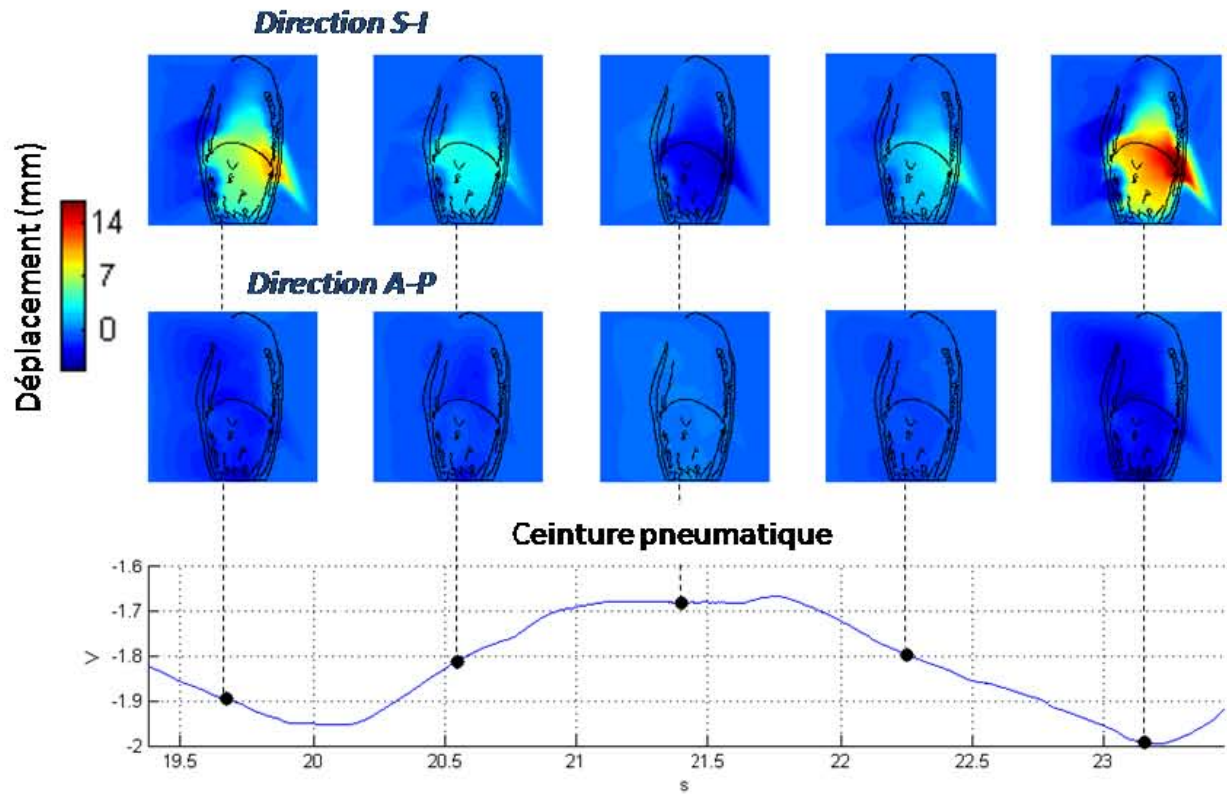 Direction S-I
Déplacement (mm)
14
7
0
Direction A-P
Ceinture pneumatique
-1.6
-1.7
-1.8
-1.9
-2
V
19.5 20 20.5 21 21.5 22 22.5 23
s